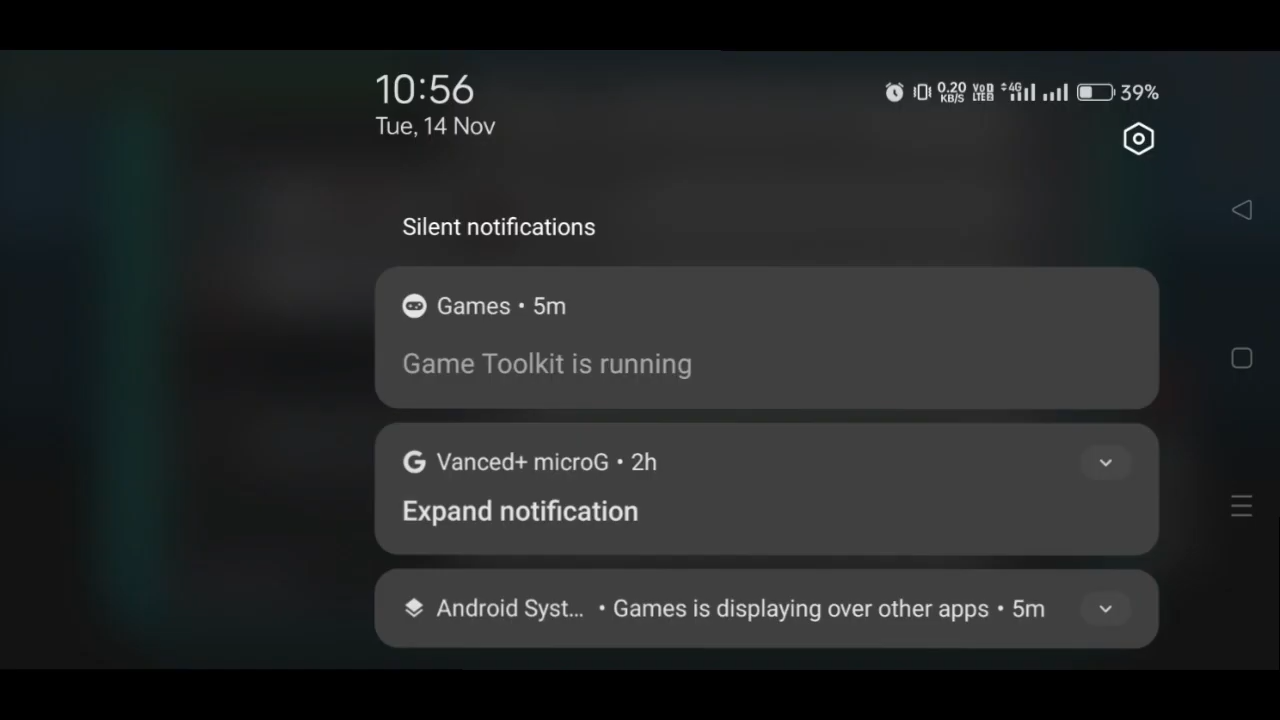 10:56
0.20 KB/S VoD LTE 4G 39%
Tue, 14 Nov
Silent notifications
Games • 5m
Game Toolkit is running
Vanced+ microG • 2h
Expand notification
Android Syst... • Games is displaying over other apps • 5m